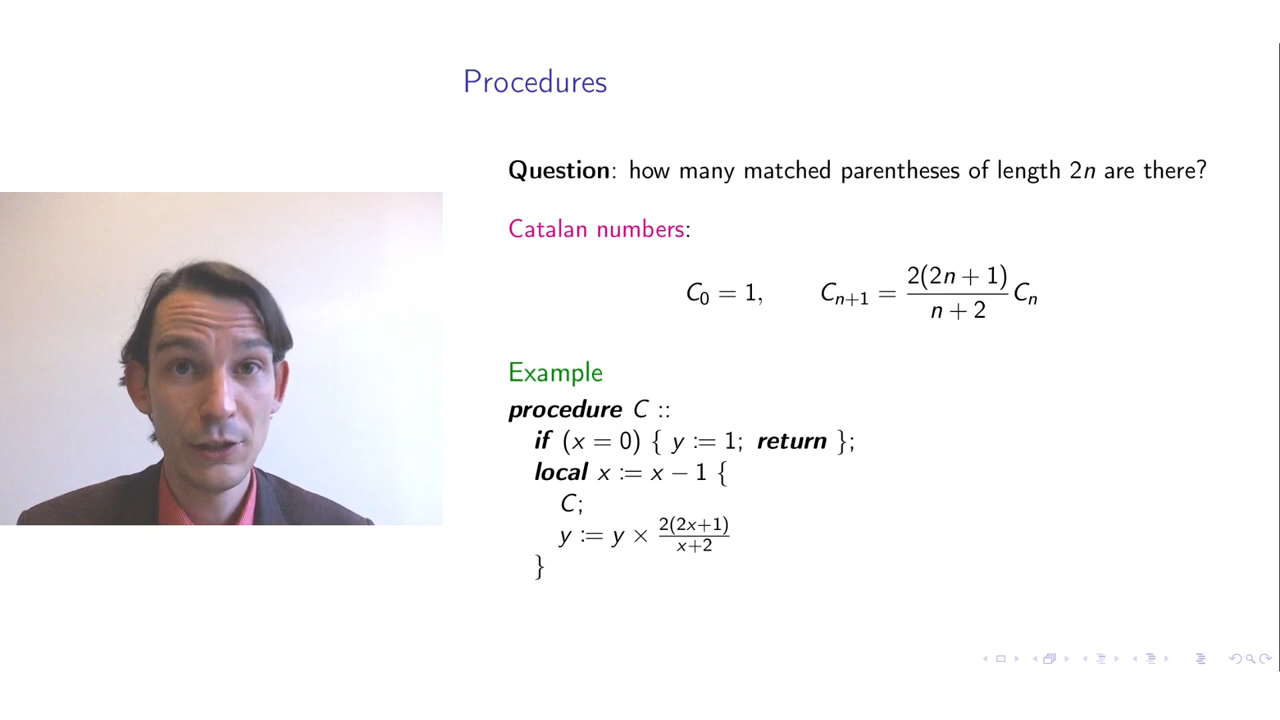 Procedures
Question: how many matched parentheses of length 2n are there?
Catalan numbers:
C₀ = 1, Cₙ₊₁ = 2(2n + 1) / n + 2 Cₙ
Example
procedure C ::
if (x = 0) { y := 1; return };
local x := x − 1 {
C;
y := y × 2(2x+1) / x+2
}